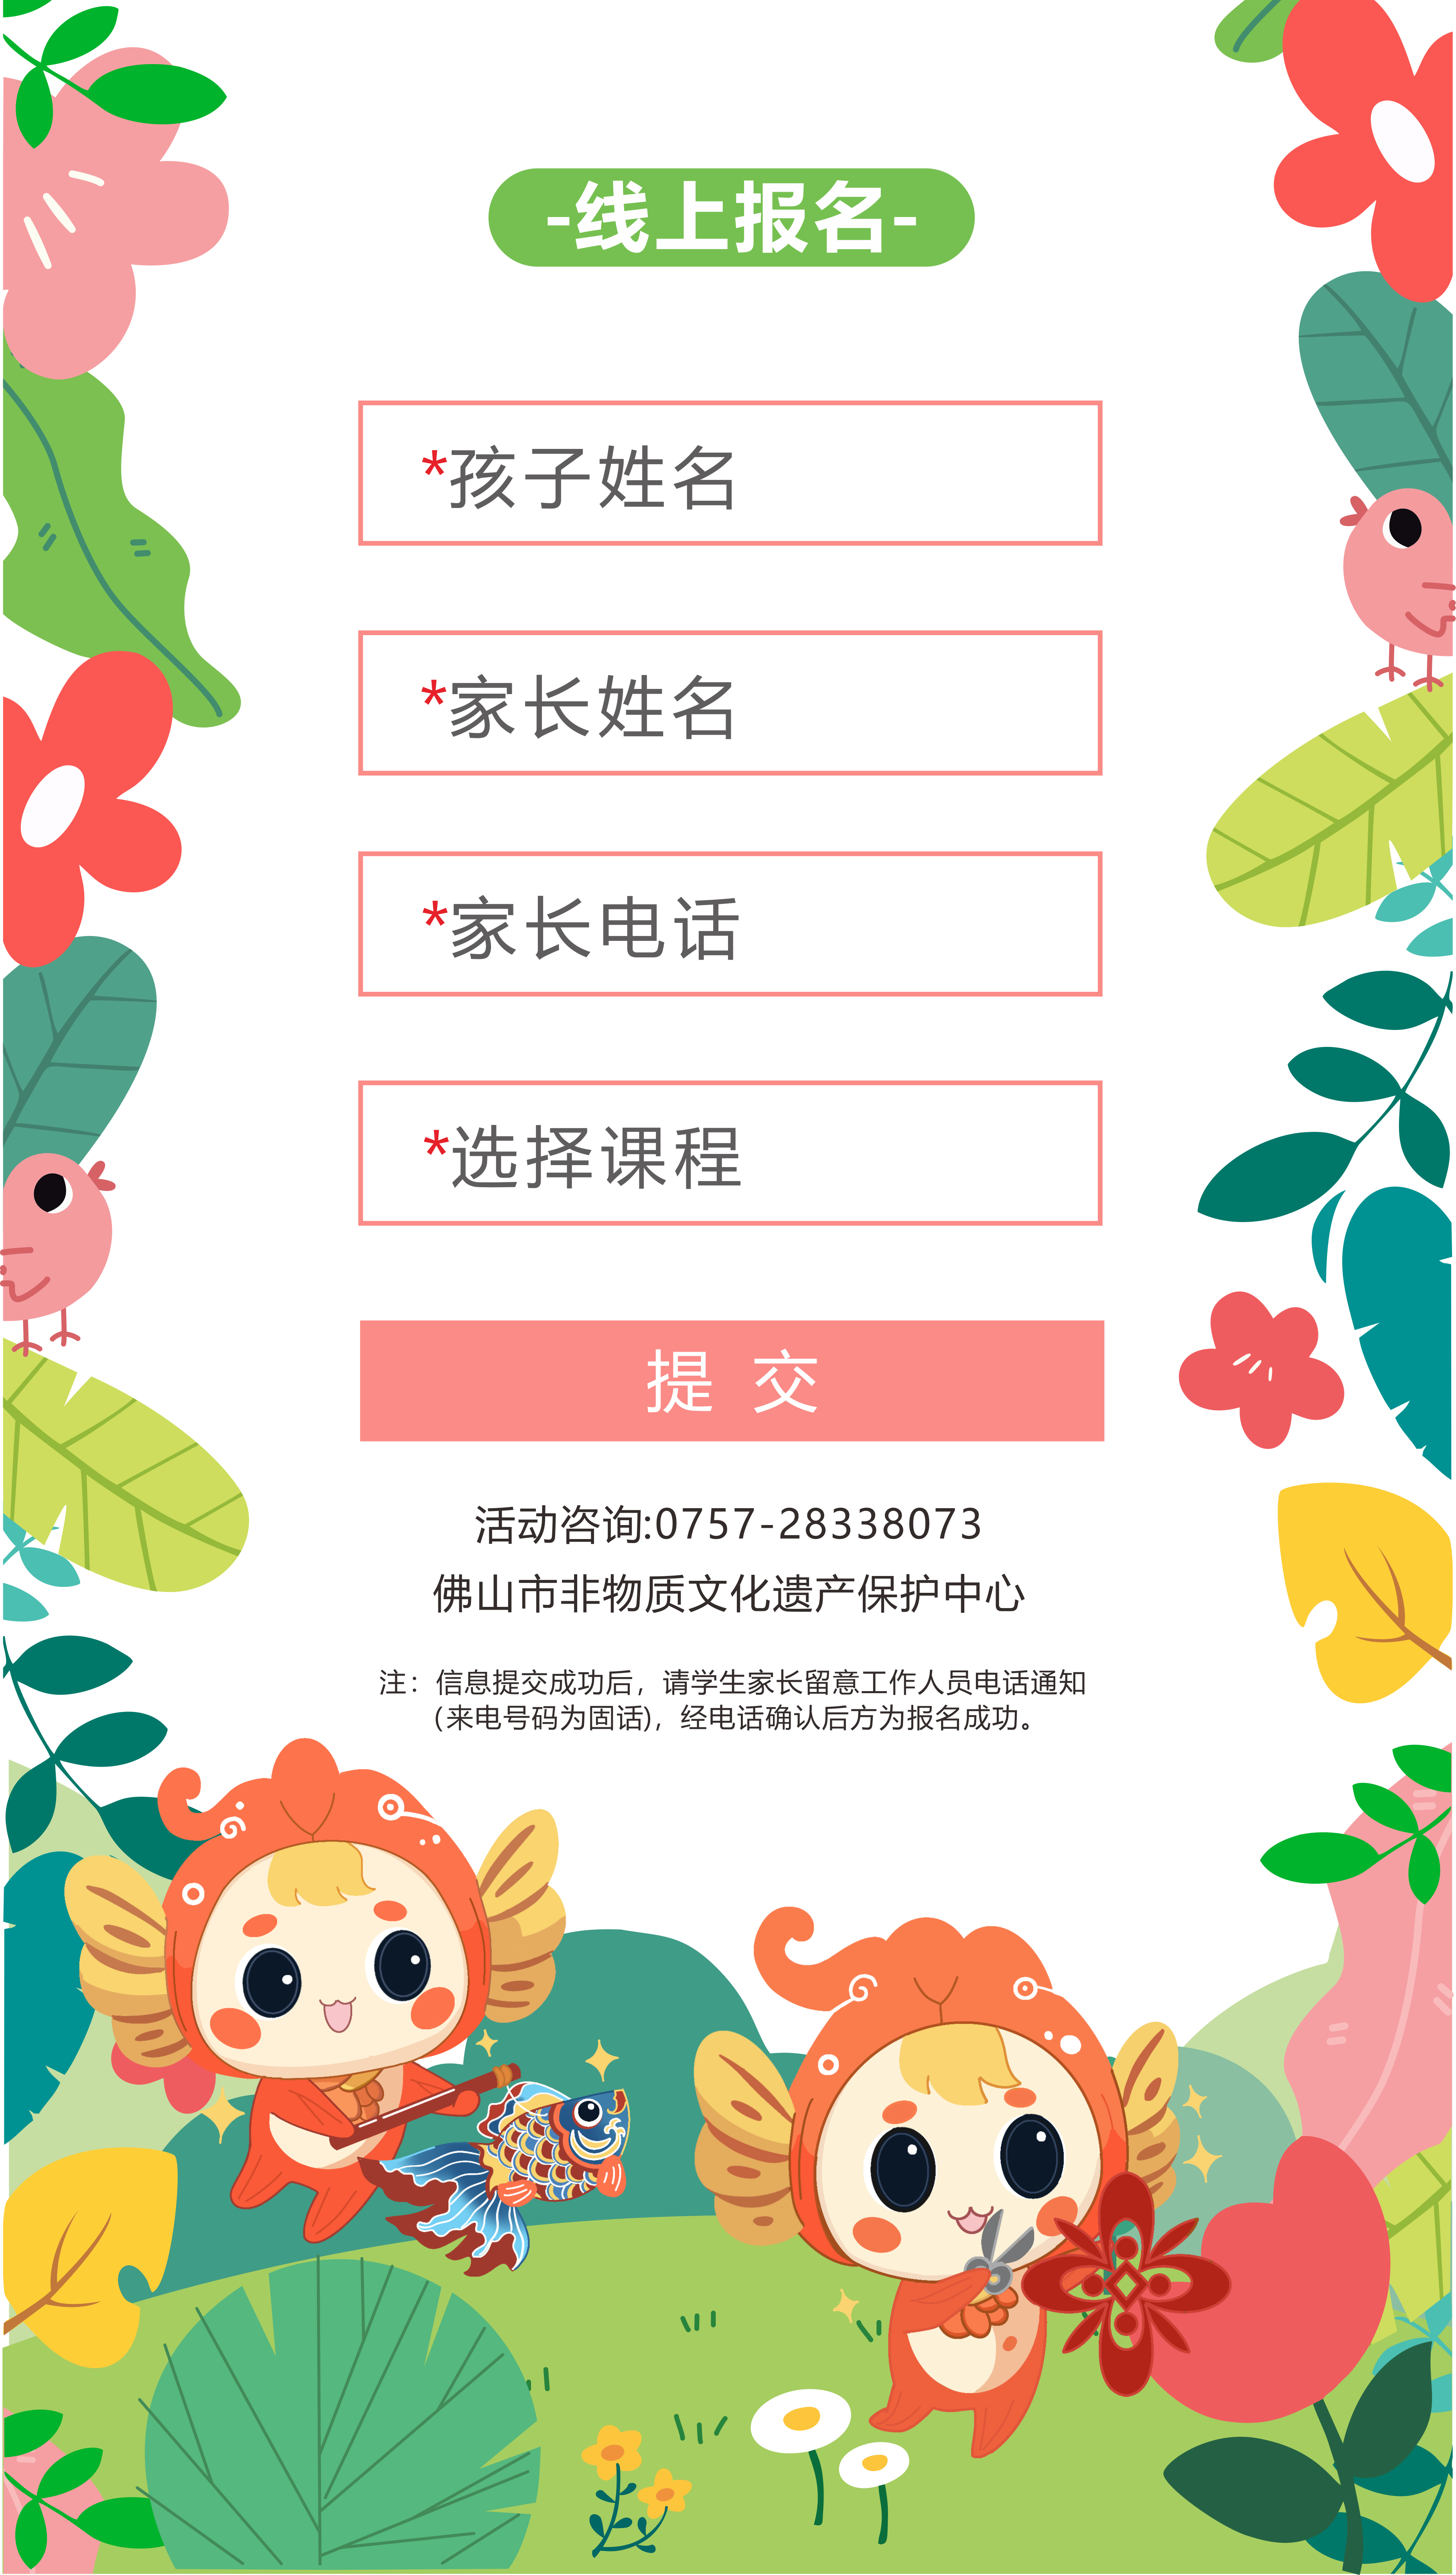 -线上报名-
*孩子姓名
*家长姓名
*家长电话
*选择课程
提 交
活动咨询:0757-28338073
佛山市非物质文化遗产保护中心
注：信息提交成功后，请学生家长留意工作人员电话通知
(来电号码为固话)，经电话确认后方为报名成功。